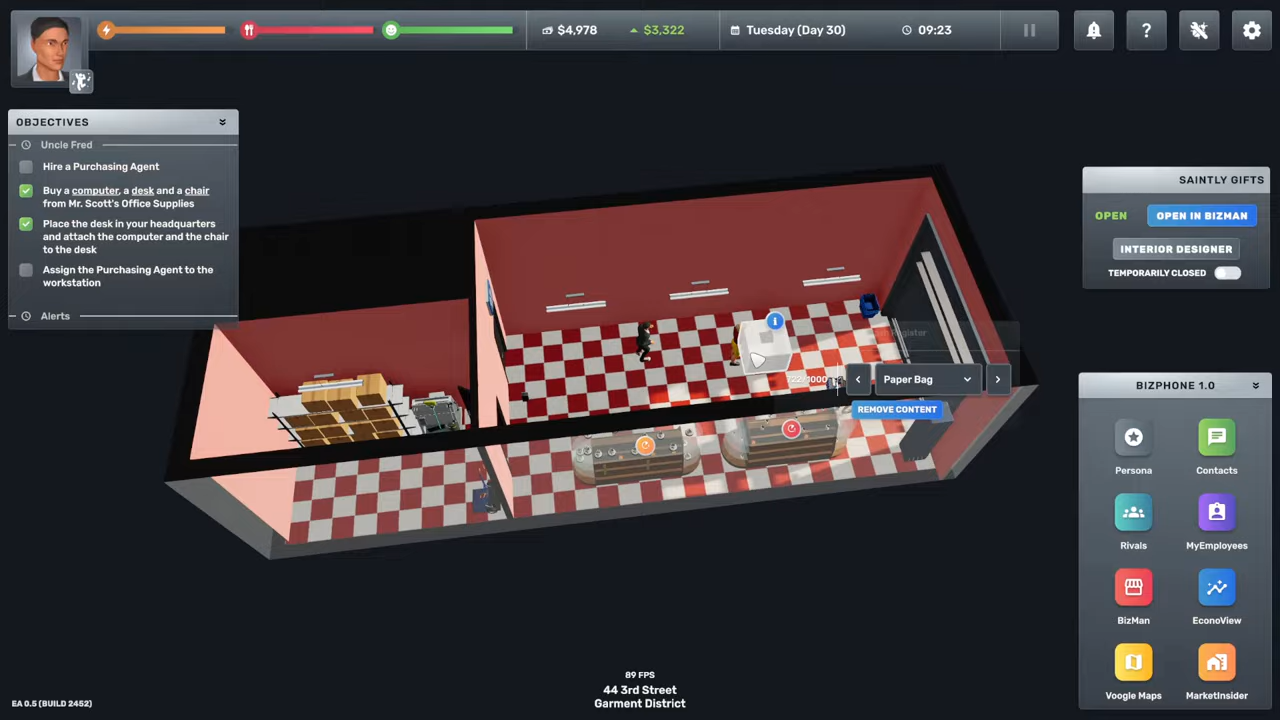 $4,978
$3,322
Tuesday (Day 30)
09:23
OBJECTIVES
Uncle Fred
Hire a Purchasing Agent
Buy a computer, a desk and a chair
from Mr. Scott's Office Supplies
Place the desk in your headquarters
and attach the computer and the chair
to the desk
Assign the Purchasing Agent to the
workstation
Alerts
SAINTLY GIFTS
OPEN
OPEN IN BIZMAN
INTERIOR DESIGNER
TEMPORARILY CLOSED
Register
722/1000
Paper Bag
REMOVE CONTENT
BIZPHONE 1.0
Persona
Contacts
Rivals
MyEmployees
BizMan
EconoView
Voogle Maps
MarketInsider
89 FPS
44 3rd Street
Garment District
EA 0.5 (BUILD 2452)